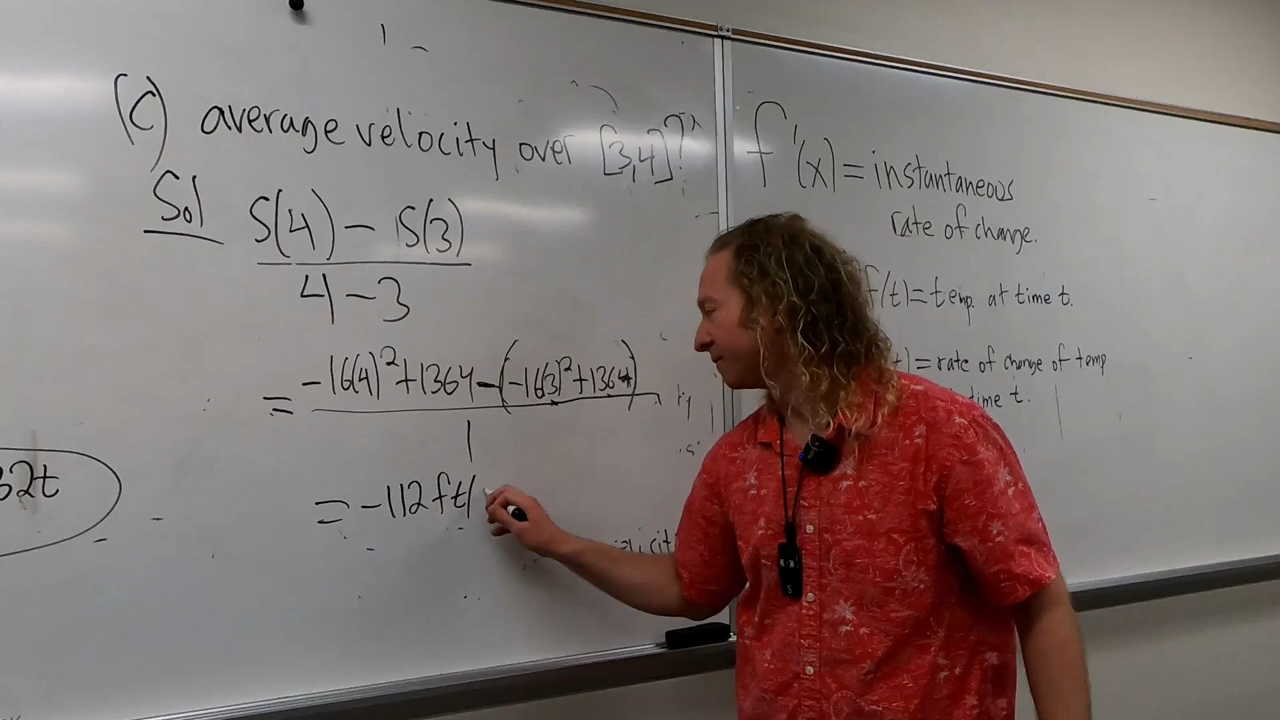 (c) average velocity over [3,4]?
Sol S(4) - S(3)
4 - 3
= -16(4)² + 1364 - (-16(3)² + 1364)
1
= -112 ft/
32t
f'(x) = instantaneous
rate of change.
f(t) = temp. at time t.
t) = rate of change of temp
time t.